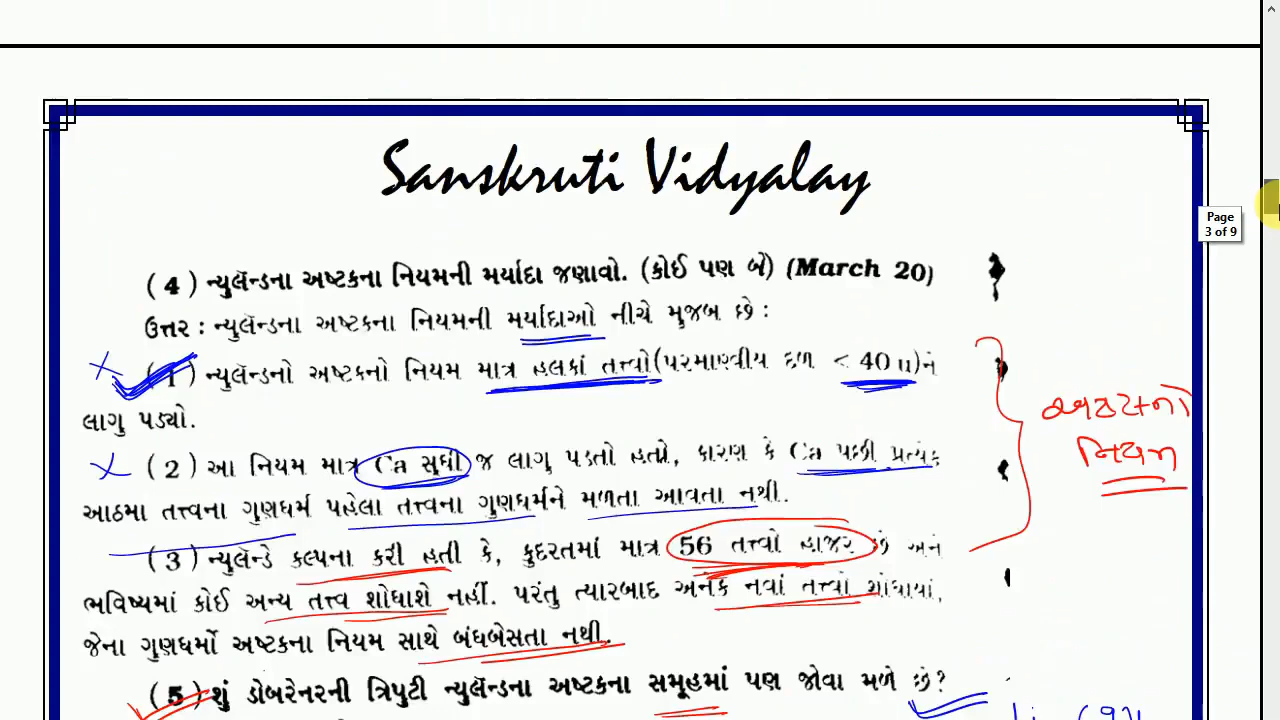 Sanskruti Vidyalay
Page
3 of 9
(4) ન્યુલૅન્ડના અષ્ટકના નિયમની મર્યાદા જણાવો. (કોઈ પણ બે) (March 20)
ઉત્તર : ન્યુલૅન્ડના અષ્ટકના નિયમની મર્યાદાઓ નીચે મુજબ છે :
(1) ન્યુલૅન્ડનો અષ્ટકનો નિયમ માત્ર હલકાં તત્ત્વો(પરમાણ્વીય દળ < 40 u)ને
લાગુ પડ્યો.
(2) આ નિયમ માત્ર Ca સુધી જ લાગુ પડતો હતો, કારણ કે Ca પછી પ્રત્યેક
આઠમા તત્ત્વના ગુણધર્મ પહેલા તત્ત્વના ગુણધર્મને મળતા આવતા નથી.
(3) ન્યુલૅન્ડે કલ્પના કરી હતી કે, કુદરતમાં માત્ર 56 તત્ત્વો હાજર છે અને
ભવિષ્યમાં કોઈ અન્ય તત્ત્વ શોધાશે નહીં. પરંતુ ત્યારબાદ અનેક નવાં તત્ત્વો શોધાયાં,
જેના ગુણધર્મો અષ્ટકના નિયમ સાથે બંધબેસતા નથી.
(5) શું ડોબરેનરની ત્રિપુટી ન્યુલૅન્ડના અષ્ટકના સમૂહમાં પણ જોવા મળે છે?
નિયમ